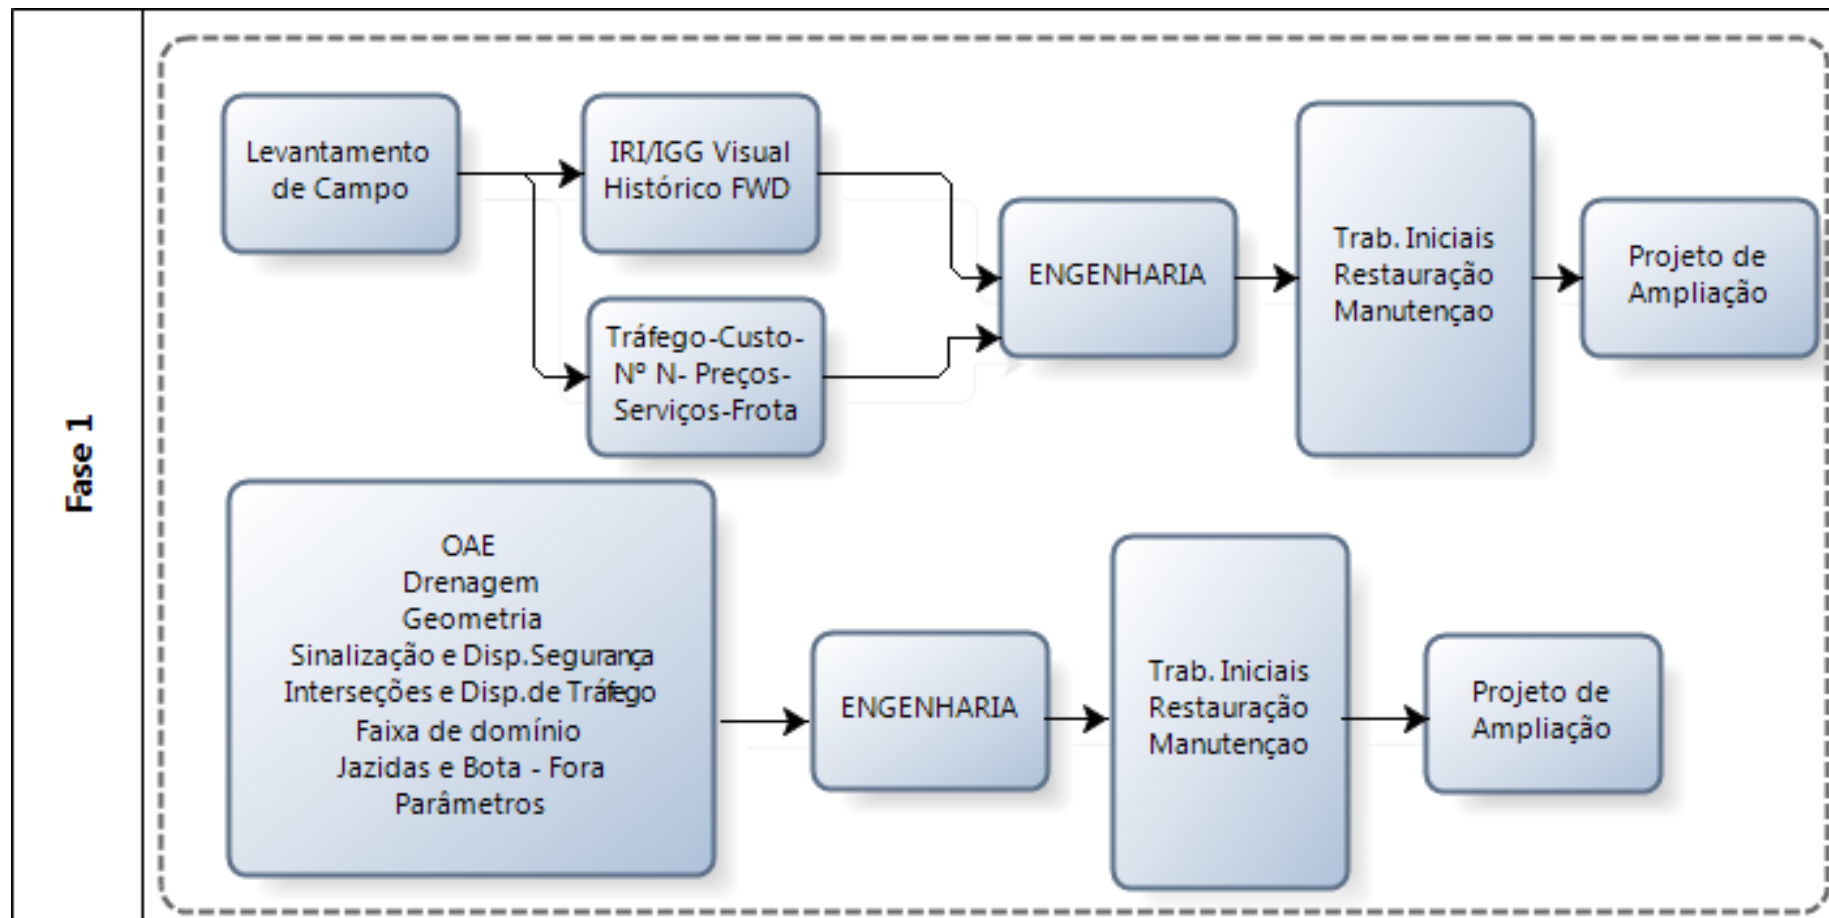 Fase 1
Levantamento
de Campo
IRI/IGG Visual
Histórico FWD
Tráfego-Custo-
Nº N- Preços-
Serviços-Frota
ENGENHARIA
Trab. Iniciais
Restauração
Manutençao
Projeto de
Ampliação
OAE
Drenagem
Geometria
Sinalização e Disp.Segurança
Interseções e Disp.de Tráfego
Faixa de domínio
Jazidas e Bota - Fora
Parâmetros
ENGENHARIA
Trab. Iniciais
Restauração
Manutençao
Projeto de
Ampliação